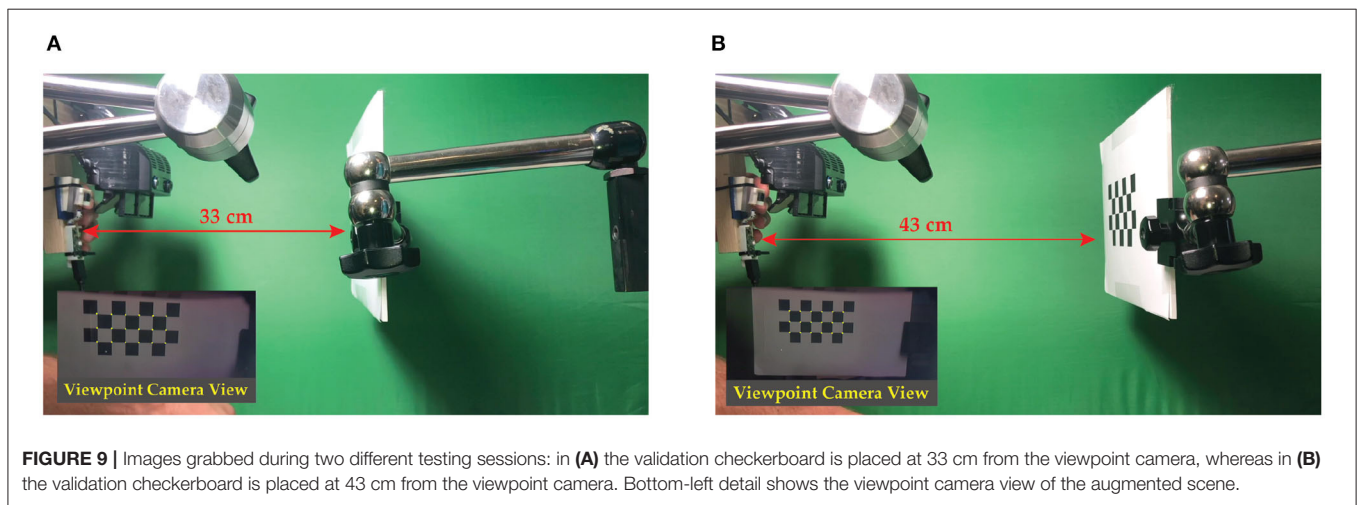 A
B
33 cm
43 cm
Viewpoint Camera View
Viewpoint Camera View
FIGURE 9 | Images grabbed during two different testing sessions: in (A) the validation checkerboard is placed at 33 cm from the viewpoint camera, whereas in (B)
the validation checkerboard is placed at 43 cm from the viewpoint camera. Bottom-left detail shows the viewpoint camera view of the augmented scene.